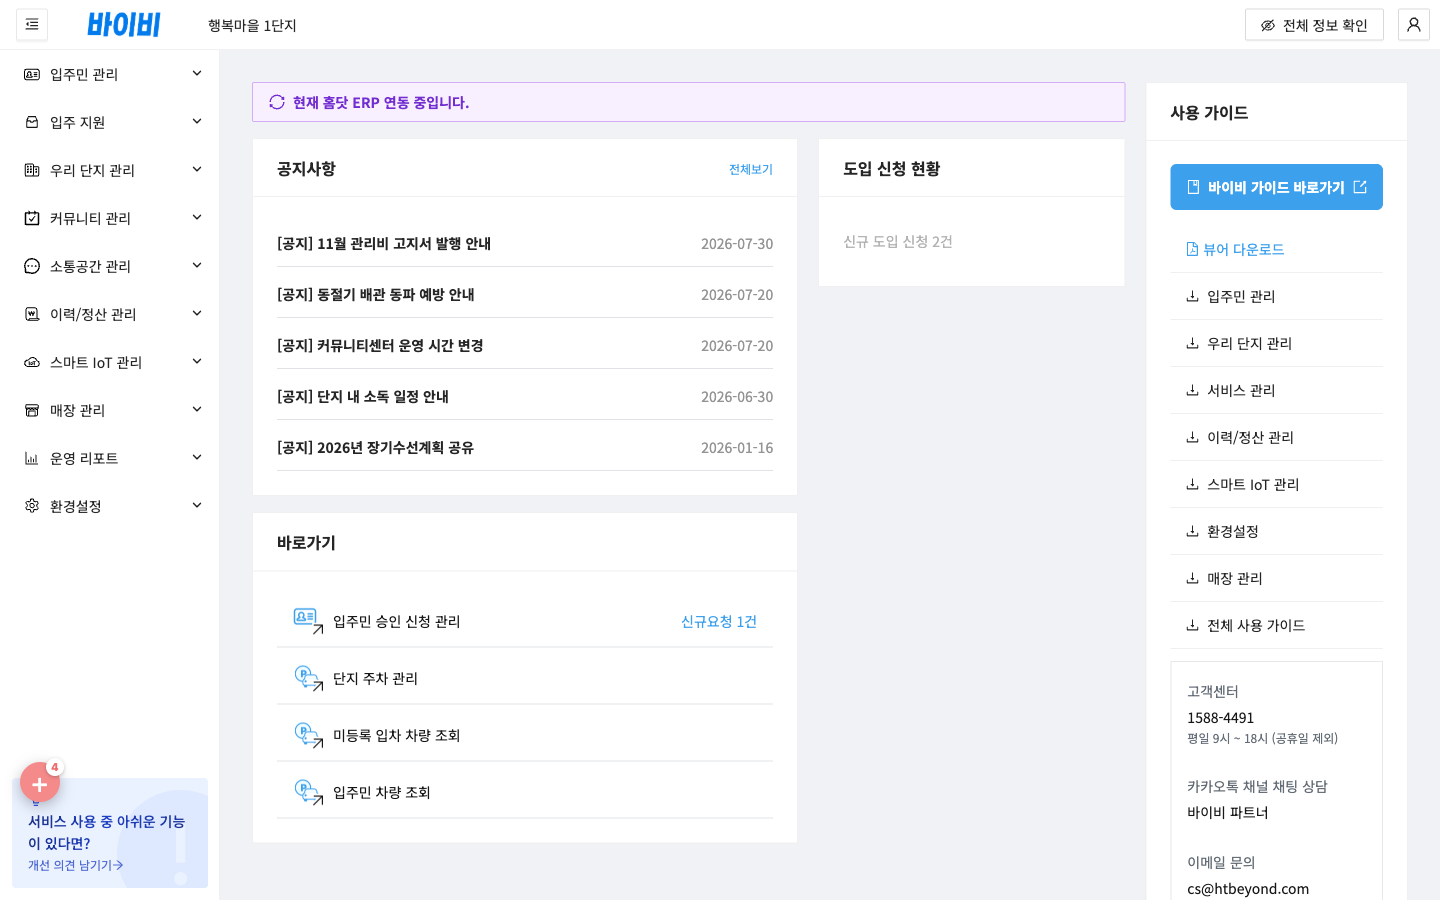 바이비
행복마을 1단지
전체 정보 확인
입주민 관리
입주 지원
우리 단지 관리
커뮤니티 관리
소통공간 관리
이력/정산 관리
스마트 IoT 관리
매장 관리
운영 리포트
환경설정
4
서비스 사용 중 아쉬운 기능
이 있다면?
개선 의견 남기기
현재 홈닷 ERP 연동 중입니다.
공지사항
전체보기
[공지] 11월 관리비 고지서 발행 안내 2026-07-30
[공지] 동절기 배관 동파 예방 안내 2026-07-20
[공지] 커뮤니티센터 운영 시간 변경 2026-07-20
[공지] 단지 내 소독 일정 안내 2026-06-30
[공지] 2026년 장기수선계획 공유 2026-01-16
바로가기
입주민 승인 신청 관리 신규요청 1건
단지 주차 관리
미등록 입차 차량 조회
입주민 차량 조회
도입 신청 현황
신규 도입 신청 2건
사용 가이드
바이비 가이드 바로가기
뷰어 다운로드
입주민 관리
우리 단지 관리
서비스 관리
이력/정산 관리
스마트 IoT 관리
환경설정
매장 관리
전체 사용 가이드
고객센터
1588-4491
평일 9시 ~ 18시 (공휴일 제외)
카카오톡 채널 채팅 상담
바이비 파트너
이메일 문의
cs@htbeyond.com